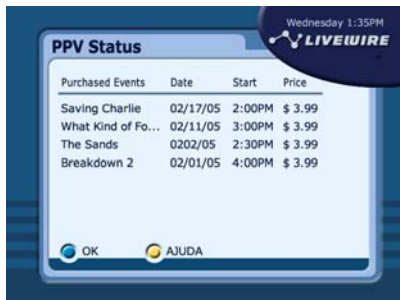 Wednesday 1:35PM
LIVEWIRE
PPV Status
Purchased Events Date Start Price
Saving Charlie 02/17/05 2:00PM $ 3.99
What Kind of Fo... 02/11/05 3:00PM $ 3.99
The Sands 0202/05 2:30PM $ 3.99
Breakdown 2 02/01/05 4:00PM $ 3.99
OK AJUDA